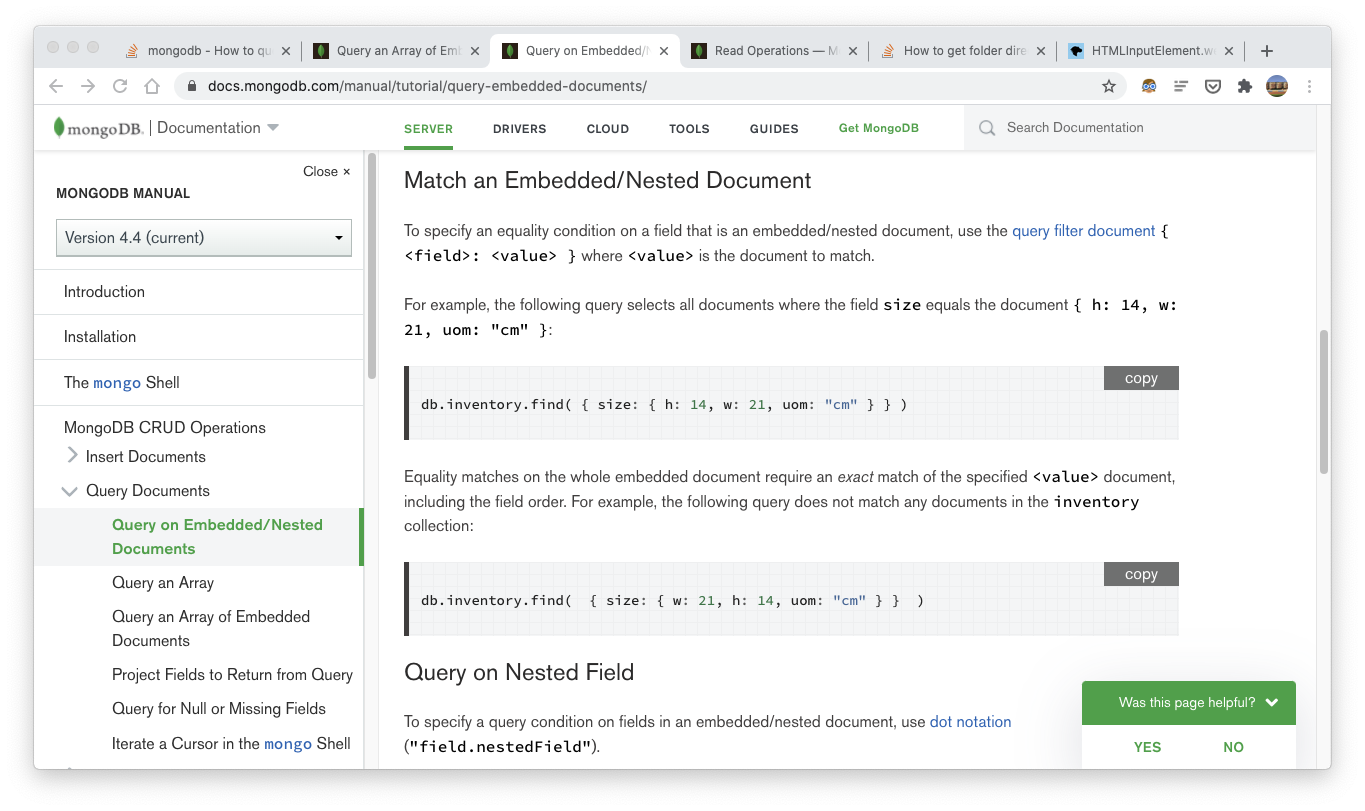 mongodb - How to qu
Query an Array of Em
Query on Embedded/
Read Operations — M
How to get folder dire
HTMLInputElement.w
docs.mongodb.com/manual/tutorial/query-embedded-documents/
mongoDB. | Documentation
SERVER
DRIVERS
CLOUD
TOOLS
GUIDES
Get MongoDB
Search Documentation
Close ×
MONGODB MANUAL
Version 4.4 (current)
Introduction
Installation
The mongo Shell
MongoDB CRUD Operations
Insert Documents
Query Documents
Query on Embedded/Nested
Documents
Query an Array
Query an Array of Embedded
Documents
Project Fields to Return from Query
Query for Null or Missing Fields
Iterate a Cursor in the mongo Shell
Match an Embedded/Nested Document
To specify an equality condition on a field that is an embedded/nested document, use the query filter document {
<field>: <value> } where <value> is the document to match.
For example, the following query selects all documents where the field size equals the document { h: 14, w:
21, uom: "cm" }:
copy
db.inventory.find( { size: { h: 14, w: 21, uom: "cm" } } )
Equality matches on the whole embedded document require an exact match of the specified <value> document,
including the field order. For example, the following query does not match any documents in the inventory
collection:
copy
db.inventory.find(  { size: { w: 21, h: 14, uom: "cm" } }  )
Query on Nested Field
To specify a query condition on fields in an embedded/nested document, use dot notation
("field.nestedField").
Was this page helpful?
YES
NO